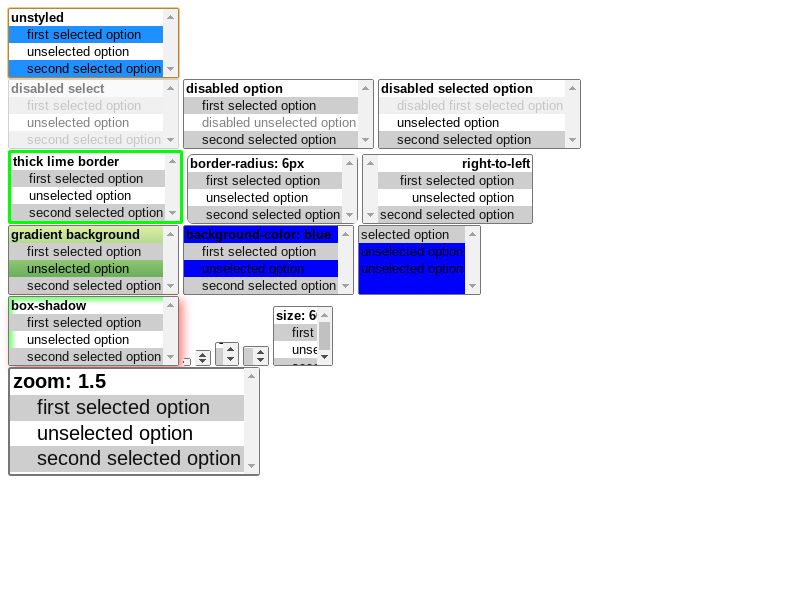 unstyled
first selected option
unselected option
second selected option
disabled select
first selected option
unselected option
second selected option
disabled option
first selected option
disabled unselected option
second selected option
disabled selected option
disabled first selected option
unselected option
second selected option
thick lime border
first selected option
unselected option
second selected option
border-radius: 6px
first selected option
unselected option
second selected option
right-to-left
first selected option
unselected option
second selected option
gradient background
first selected option
unselected option
second selected option
background-color: blue
first selected option
unselected option
second selected option
selected option
unselected option
unselected option
box-shadow
first selected option
unselected option
second selected option
size: 6
first
zoom: 1.5
first selected option
unselected option
second selected option